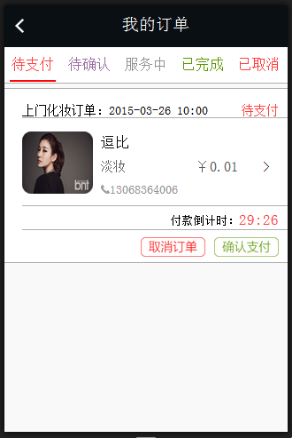 我的订单
待支付 待确认 服务中 已完成 已取消
上门化妆订单：2015-03-26 10:00 待支付
逗比
淡妆 ￥0.01
13068364006
bnt
付款倒计时：29:26
取消订单 确认支付